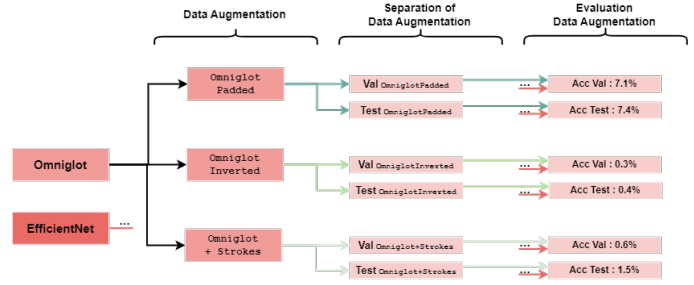 Data Augmentation
Separation of
Data Augmentation
Evaluation
Data Augmentation
Omniglot
Padded
Val OmniglotPadded
...
Acc Val : 7.1%
Test OmniglotPadded
...
Acc Test : 7.4%
Omniglot
Omniglot
Inverted
Val OmniglotInverted
...
Acc Val : 0.3%
Test OmniglotInverted
...
Acc Test : 0.4%
EfficientNet
...
Omniglot
+ Strokes
Val Omniglot+Strokes
...
Acc Val : 0.6%
Test Omniglot+Strokes
...
Acc Test : 1.5%